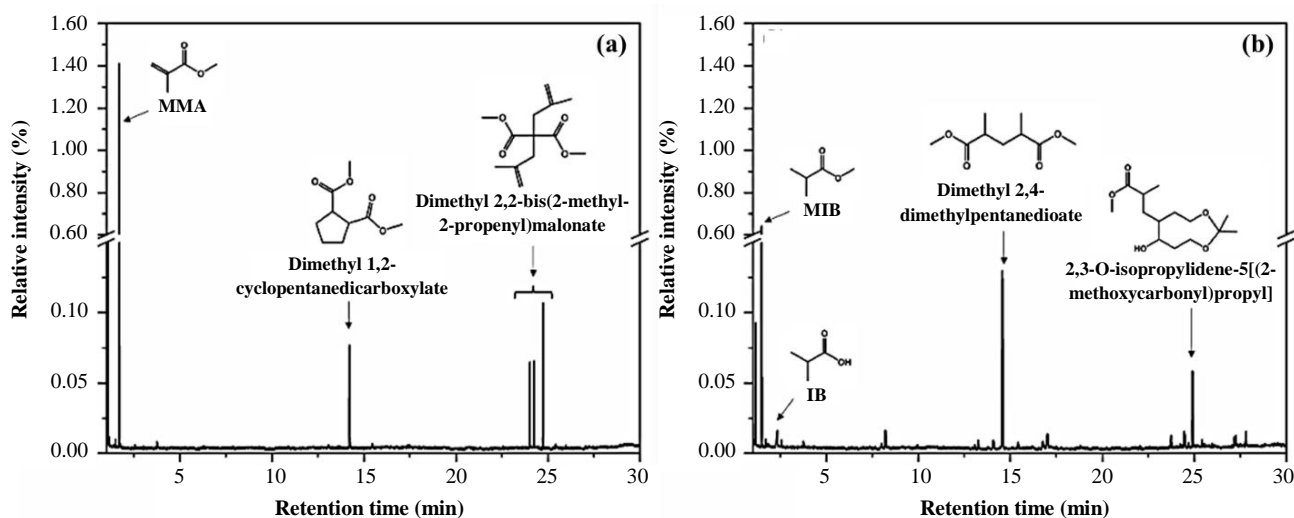 (a)
1.60
1.40
1.20
1.00
0.80
0.60
0.10
0.05
0.00
Relative intensity (%)
O
O
MMA
O
O
O
O
Dimethyl 1,2-
cyclopentanedicarboxylate
O
O
O
O
Dimethyl 2,2-bis(2-methyl-
2-propenyl)malonate
5
10
15
20
25
30
Retention time (min)
(b)
1.60
1.40
1.20
1.00
0.80
0.60
0.10
0.05
0.00
Relative intensity (%)
O
O
MIB
O
OH
IB
O
O
O
O
Dimethyl 2,4-
dimethylpentanedioate
O
O
O
O
HO
2,3-O-isopropylidene-5[(2-
methoxycarbonyl)propyl]
5
10
15
20
25
30
Retention time (min)